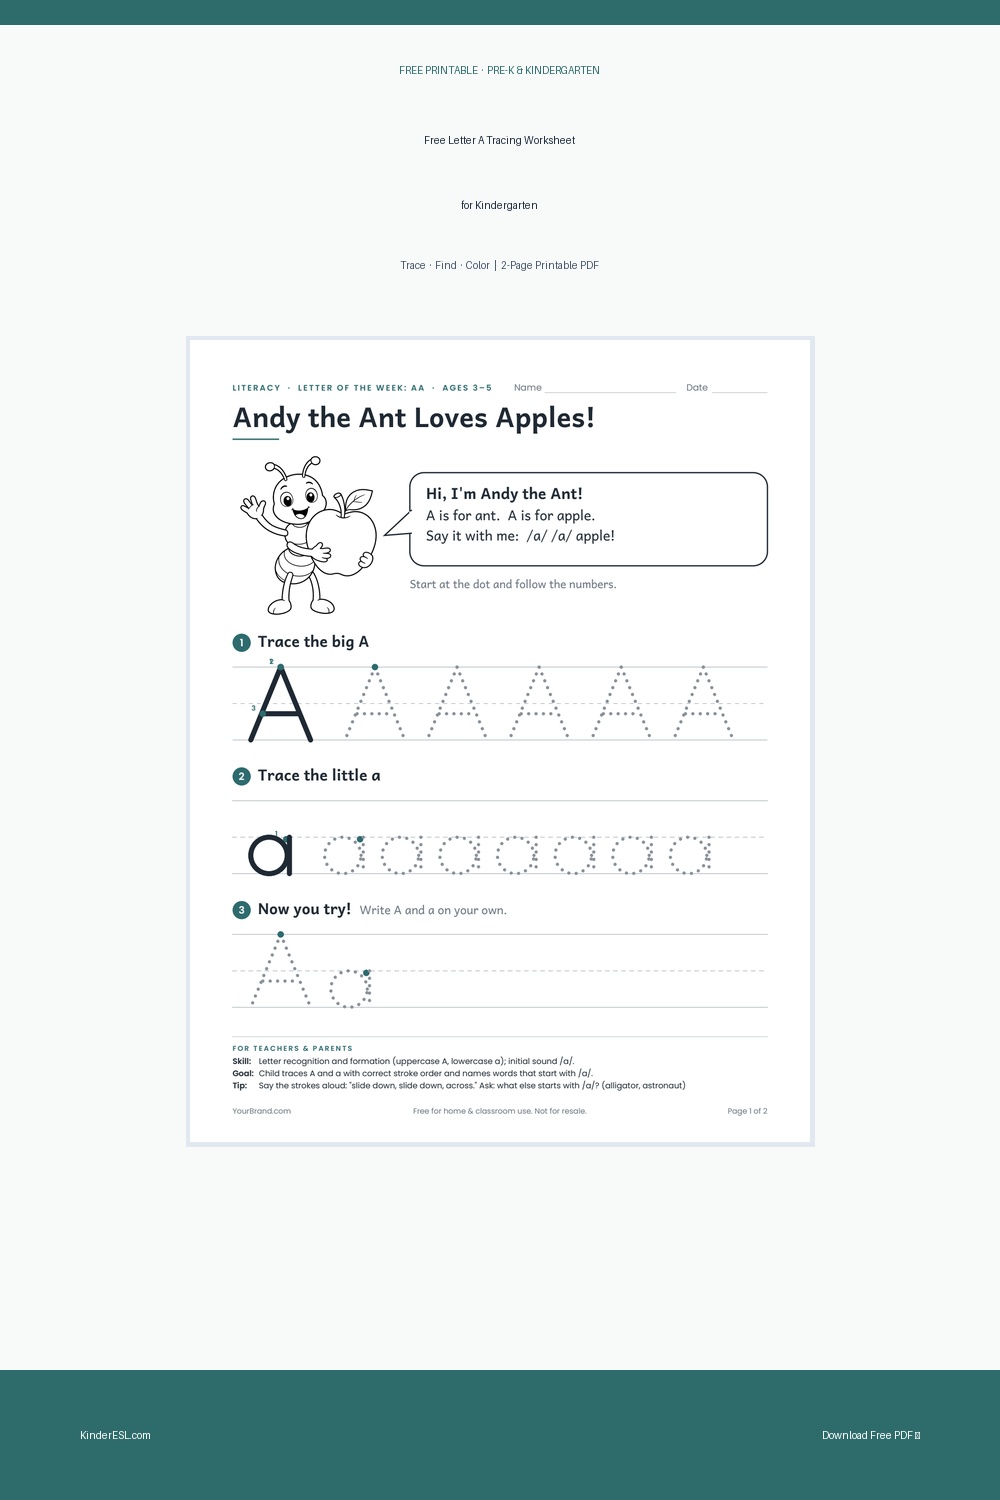 FREE PRINTABLE · PRE-K & KINDERGARTEN
Free Letter A Tracing Worksheet
for Kindergarten
Trace · Find · Color | 2-Page Printable PDF
LITERACY · LETTER OF THE WEEK: AA · AGES 3–5 Name Date
Andy the Ant Loves Apples!
Hi, I'm Andy the Ant!
A is for ant. A is for apple.
Say it with me: /a/ /a/ apple!
Start at the dot and follow the numbers.
1 Trace the big A
2
3
A A A A A A
2 Trace the little a
1
a a a a a a a a
3 Now you try! Write A and a on your own.
A a
FOR TEACHERS & PARENTS
Skill: Letter recognition and formation (uppercase A, lowercase a); initial sound /a/.
Goal: Child traces A and a with correct stroke order and names words that start with /a/.
Tip: Say the strokes aloud: "slide down, slide down, across." Ask: what else starts with /a/? (alligator, astronaut)
YourBrand.com Free for home & classroom use. Not for resale. Page 1 of 2
KinderESL.com Download Free PDF